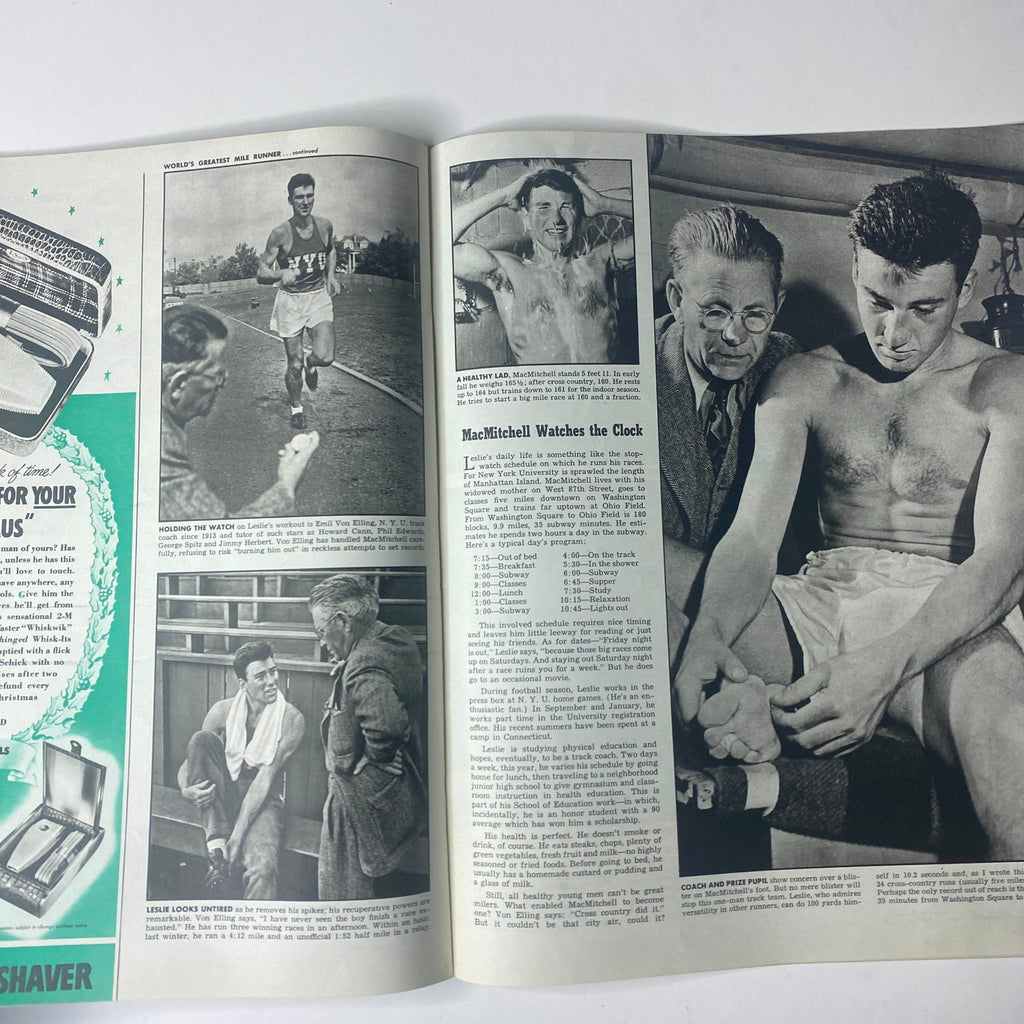 k of time!
FOR YOUR
US"
man of yours? Has
, unless he has this
'll love to touch.
ave anywhere, any
ols. Give him the
ves he'll get from
s sensational 2-M
faster "Whiskwik"
hinged Whisk-Its
mptied with a flick
Schick with no
ises after two
efund every
hristmas
D
LS
SHAVER
WORLD'S GREATEST MILE RUNNER ... continued
NYU
HOLDING THE WATCH on Leslie's workout is Emil Von Elling, N. Y. U. track
coach since 1913 and tutor of such stars as Howard Cann, Phil Edwards,
George Spitz and Jimmy Herbert. Von Elling has handled MacMitchell care-
fully, refusing to risk "burning him out" in reckless attempts to set records.
LESLIE LOOKS UNTIRED as he removes his spikes; his recuperative powers are
remarkable. Von Elling says, "I have never seen the boy finish a race ex-
hausted." He has run three winning races in an afternoon. Within an hour,
last winter, he ran a 4:12 mile and an unofficial 1:52 half mile in a relay.
A HEALTHY LAD, MacMitchell stands 5 feet 11. In early
fall he weighs 165½; after cross country, 160. He rests
up to 164 but trains down to 161 for the indoor season.
He tries to start a big mile race at 160 and a fraction.
MacMitchell Watches the Clock
Leslie's daily life is something like the stop-
watch schedule on which he runs his races.
For New York University is sprawled the length
of Manhattan Island. MacMitchell lives with his
widowed mother on West 87th Street, goes to
classes five miles downtown on Washington
Square and trains far uptown at Ohio Field.
From Washington Square to Ohio Field is 180
blocks, 9.9 miles, 35 subway minutes. He esti-
mates he spends two hours a day in the subway.
Here's a typical day's program:
7:15—Out of bed
7:35—Breakfast
8:00—Subway
9:00—Classes
12:00—Lunch
1:00—Classes
3:00—Subway
4:00—On the track
5:30—In the shower
6:00—Subway
6:45—Supper
7:30—Study
10:15—Relaxation
10:45—Lights out
This involved schedule requires nice timing
and leaves him little leeway for reading or just
seeing his friends. As for dates—"Friday night
is out," Leslie says, "because those big races come
up on Saturdays. And staying out Saturday night
after a race ruins you for a week." But he does
go to an occasional movie.
During football season, Leslie works in the
press box at N. Y. U. home games. (He's an en-
thusiastic fan.) In September and January, he
works part time in the University registration
office. His recent summers have been spent at a
camp in Connecticut.
Leslie is studying physical education and
hopes, eventually, to be a track coach. Two days
a week, this year, he varies his schedule by going
home for lunch, then traveling to a neighborhood
junior high school to give gymnasium and class-
room instruction in health education. This is
part of his School of Education work—in which,
incidentally, he is an honor student with a 90
average which has won him a scholarship.
His health is perfect. He doesn't smoke or
drink, of course. He eats steaks, chops, plenty of
green vegetables, fresh fruit and milk—no highly
seasoned or fried foods. Before going to bed, he
usually has a homemade custard or pudding and
a glass of milk.
Still, all healthy young men can't be great
milers. What enabled MacMitchell to become
one? Von Elling says: "Cross country did it."
But it couldn't be that city air, could it?
COACH AND PRIZE PUPIL show concern over a blis-
ter on MacMitchell's foot. But no mere blister will
stop this one-man track team. Leslie, who admires
versatility in other runners, can do 100 yards him-
self in 10.2 seconds and, as I wrote this
34 cross-country runs (usually five miles
Perhaps the only record out of reach is the
35 minutes from Washington Square to